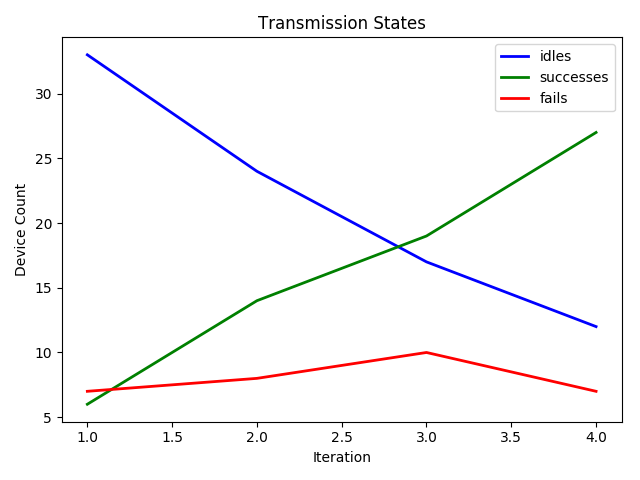 Transmission States
idles
successes
fails
Device Count
30
25
20
15
10
5
1.0 1.5 2.0 2.5 3.0 3.5 4.0
Iteration